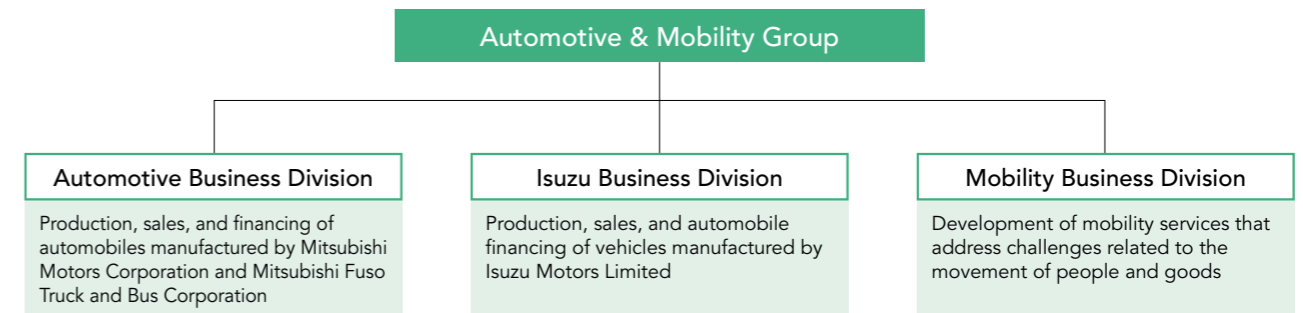 Automotive & Mobility Group
Automotive Business Division
Production, sales, and financing of
automobiles manufactured by Mitsubishi
Motors Corporation and Mitsubishi Fuso
Truck and Bus Corporation
Isuzu Business Division
Production, sales, and automobile
financing of vehicles manufactured by
Isuzu Motors Limited
Mobility Business Division
Development of mobility services that
address challenges related to the
movement of people and goods